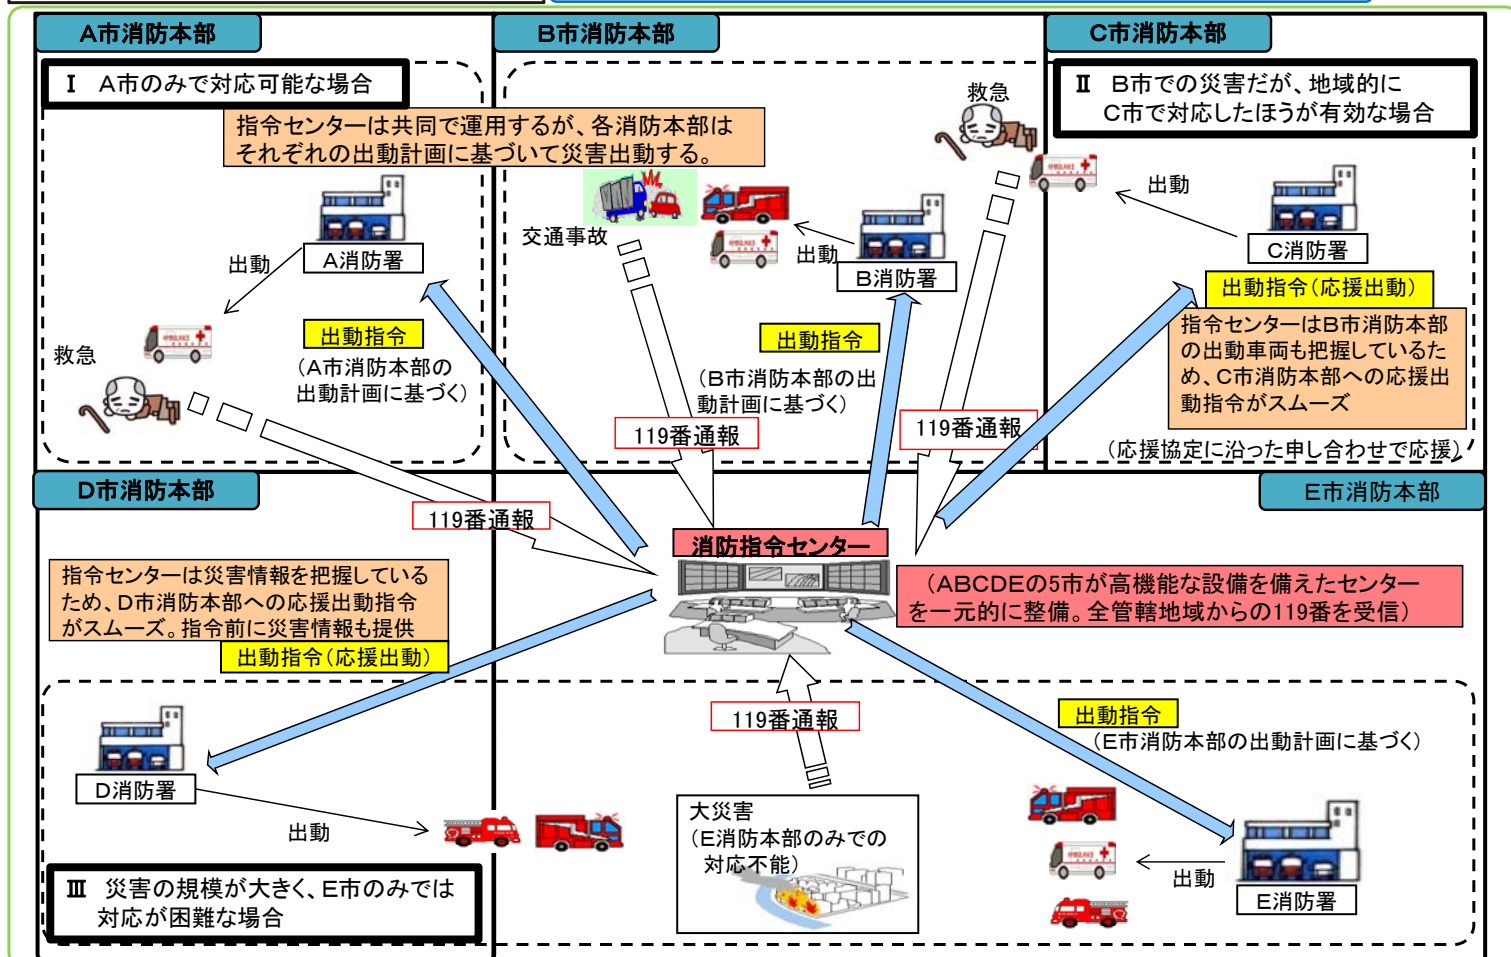 A市消防本部
B市消防本部
C市消防本部
Ⅰ A市のみで対応可能な場合
指令センターは共同で運用するが、各消防本部は
それぞれの出動計画に基づいて災害出動する。
A消防署
出動
救急
出動指令
(A市消防本部の
出動計画に基づく)
119番通報
交通事故
出動
B消防署
出動指令
(B市消防本部の出
動計画に基づく)
119番通報
救急
119番通報
Ⅱ B市での災害だが、地域的に
C市で対応したほうが有効な場合
出動
C消防署
出動指令(応援出動)
指令センターはB市消防本部
の出動車両も把握しているた
め、C市消防本部への応援出
動指令がスムーズ
(応援協定に沿った申し合わせで応援)
D市消防本部
E市消防本部
消防指令センター
(ABCDEの5市が高機能な設備を備えたセンター
を一元的に整備。全管轄地域からの119番を受信)
指令センターは災害情報を把握している
ため、D市消防本部への応援出動指令
がスムーズ。指令前に災害情報も提供
出動指令(応援出動)
D消防署
出動
Ⅲ 災害の規模が大きく、E市のみでは
対応が困難な場合
119番通報
大災害
(E消防本部のみでの
対応不能)
出動指令
(E市消防本部の出動計画に基づく)
出動
E消防署